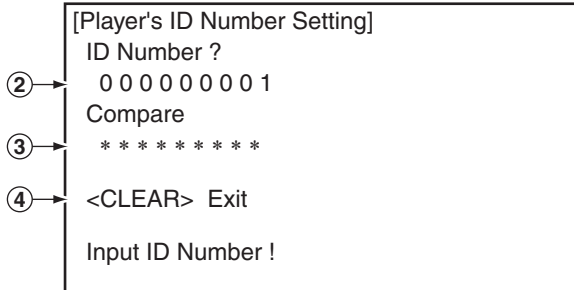 [Player's ID Number Setting]
ID Number ?
② 0 0 0 0 0 0 0 0 1
Compare
③ * * * * * * * * *
④ <CLEAR> Exit
Input ID Number !